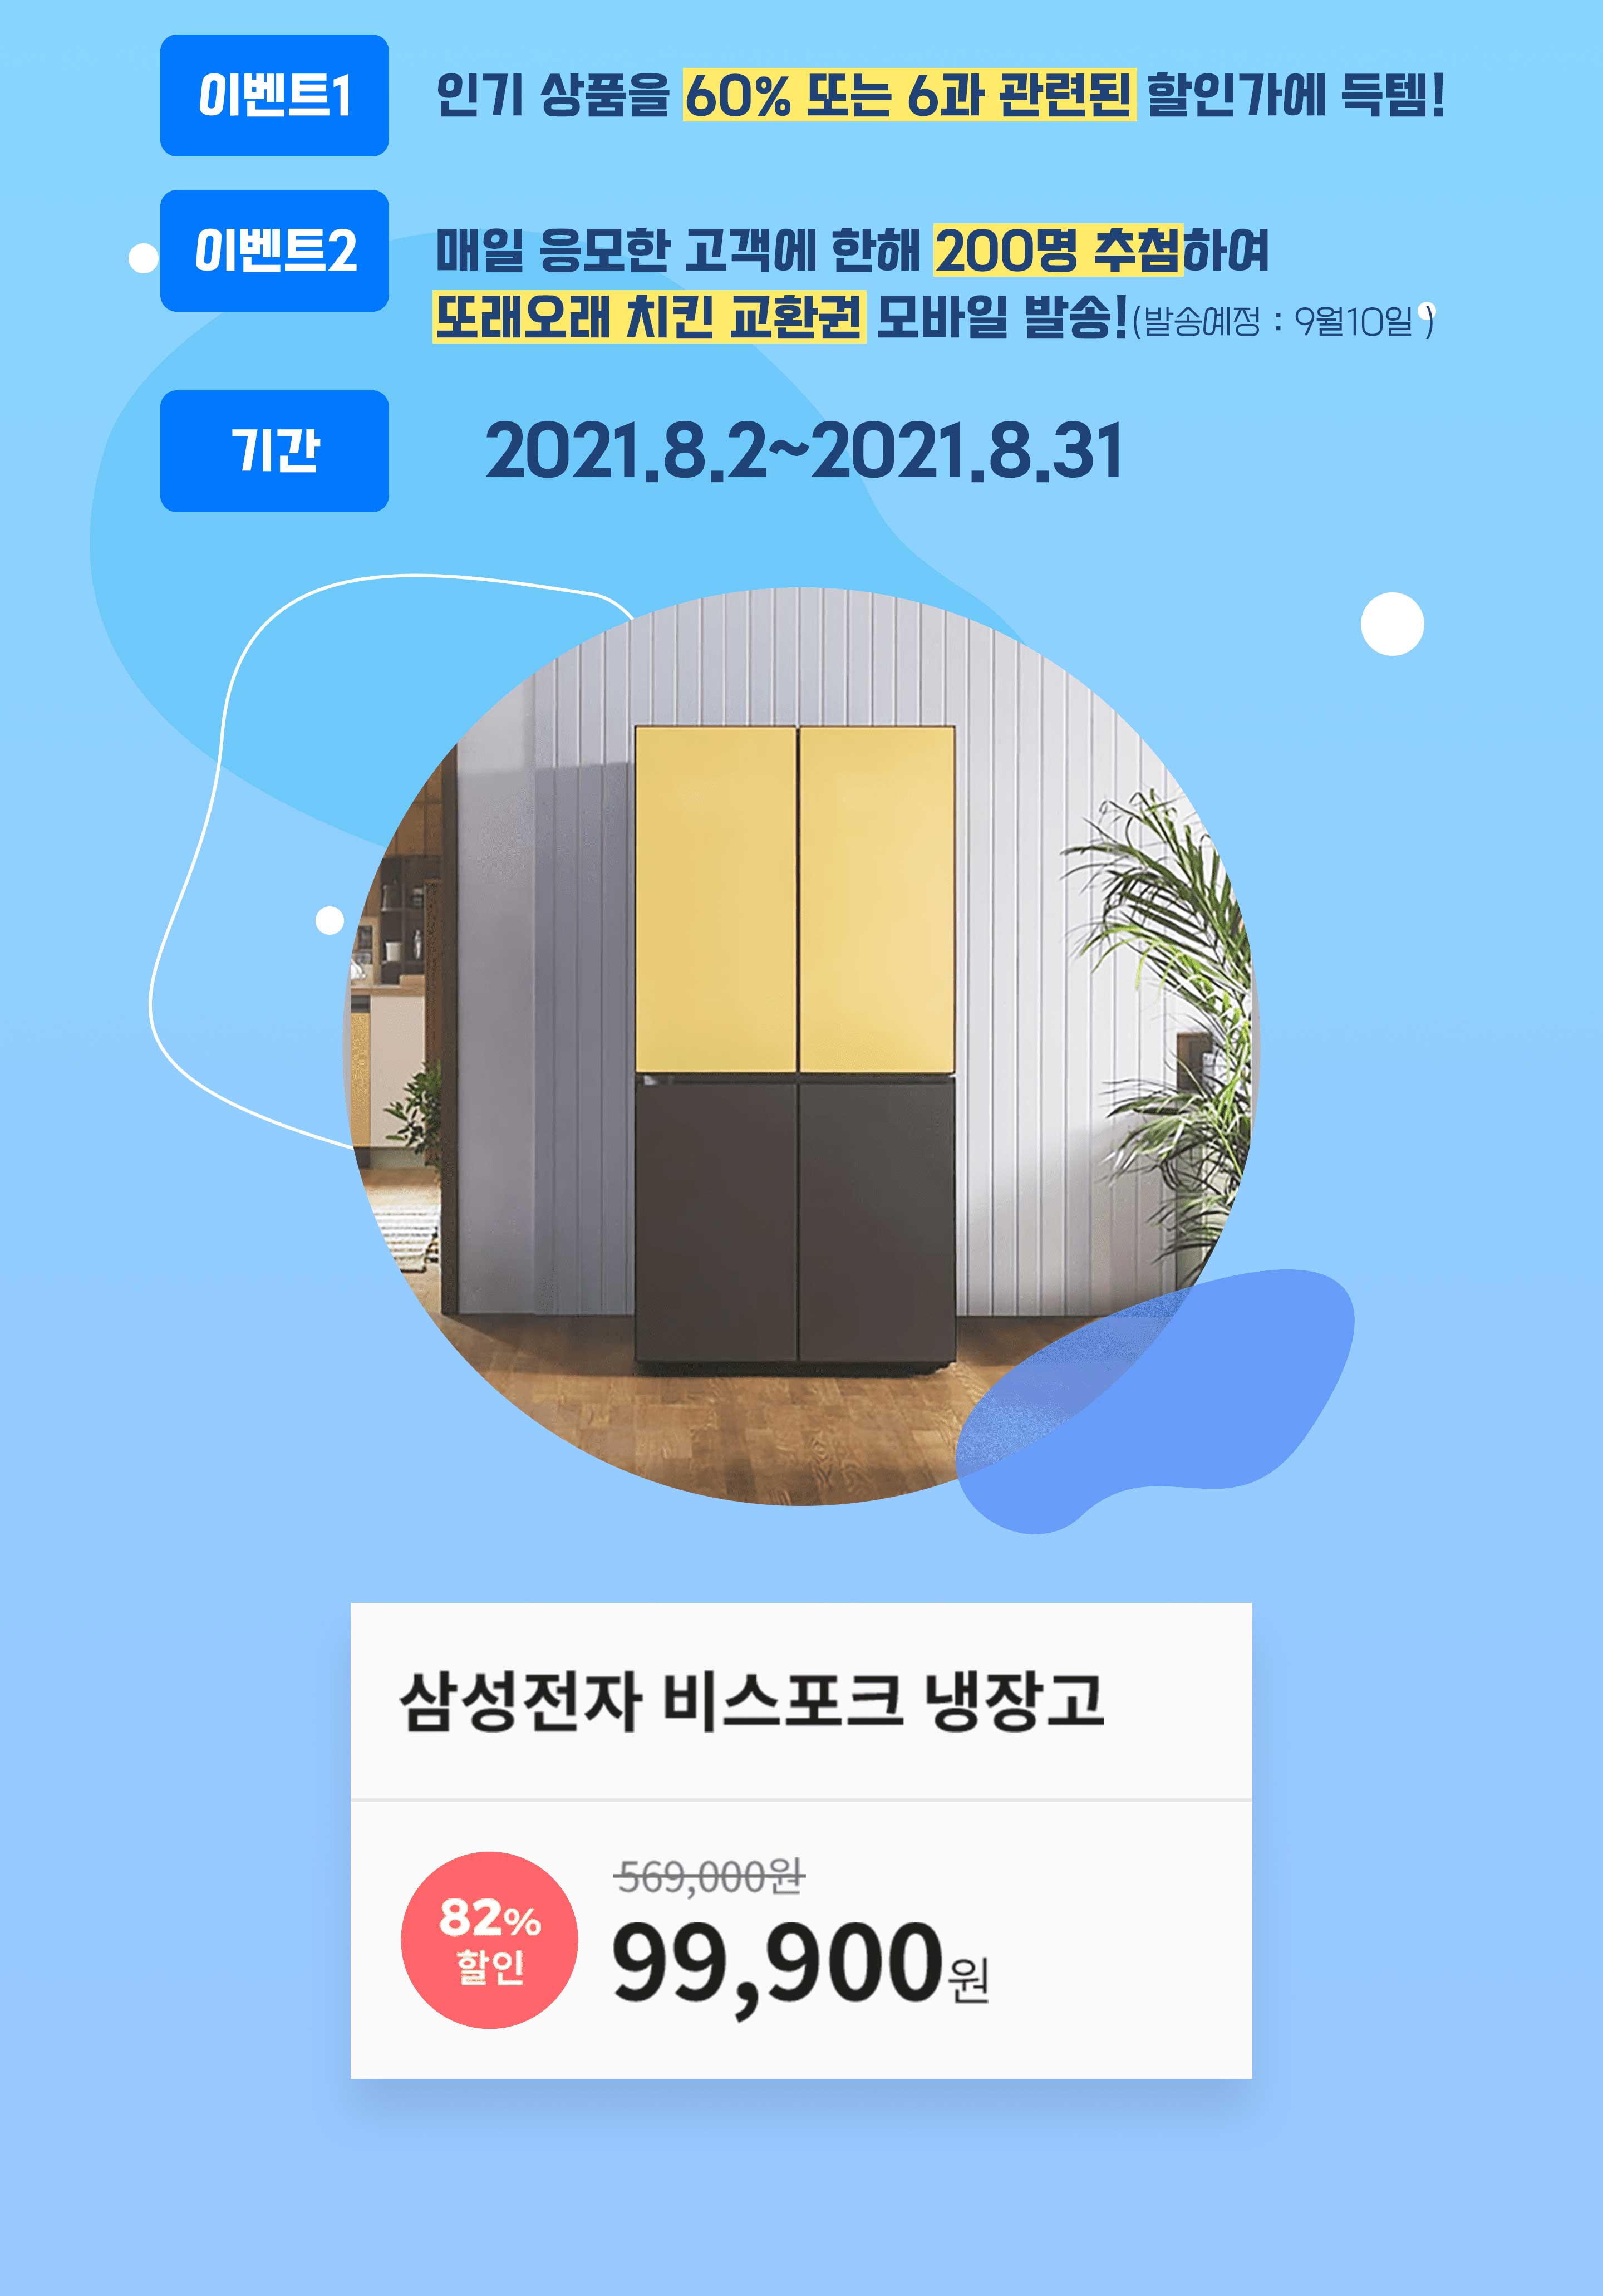 이벤트1
인기 상품을 60% 또는 6과 관련된 할인가에 득템!
이벤트2
매일 응모한 고객에 한해 200명 추첨하여
또래오래 치킨 교환권 모바일 발송!(발송예정 : 9월10일 )
기간
2021.8.2~2021.8.31
삼성전자 비스포크 냉장고
82%
할인
569,000원
99,900원